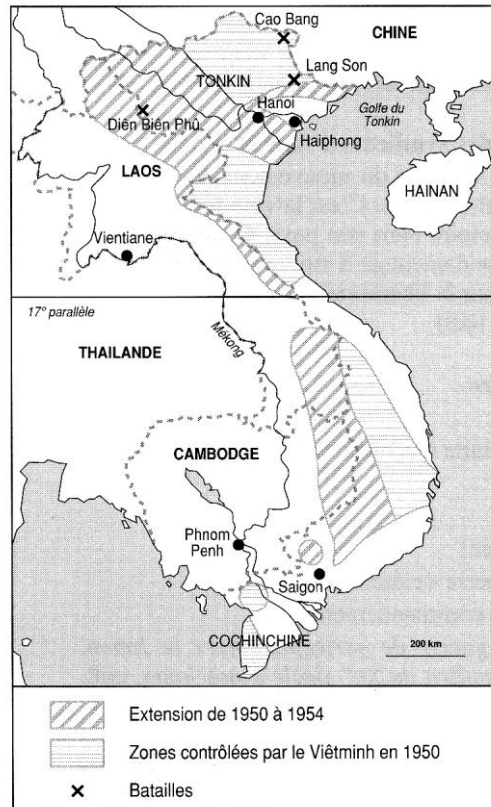 Cao Bang
CHINE
Lang Son
TONKIN
Hanoi
Golfe du
Tonkin
Diên Biên Phû
Haiphong
LAOS
HAINAN
Vientiane
17° parallèle
Mékong
THAILANDE
CAMBODGE
Phnom
Penh
Saigon
COCHINCHINE
200 km
Extension de 1950 à 1954
Zones contrôlées par le Viêtminh en 1950
Batailles